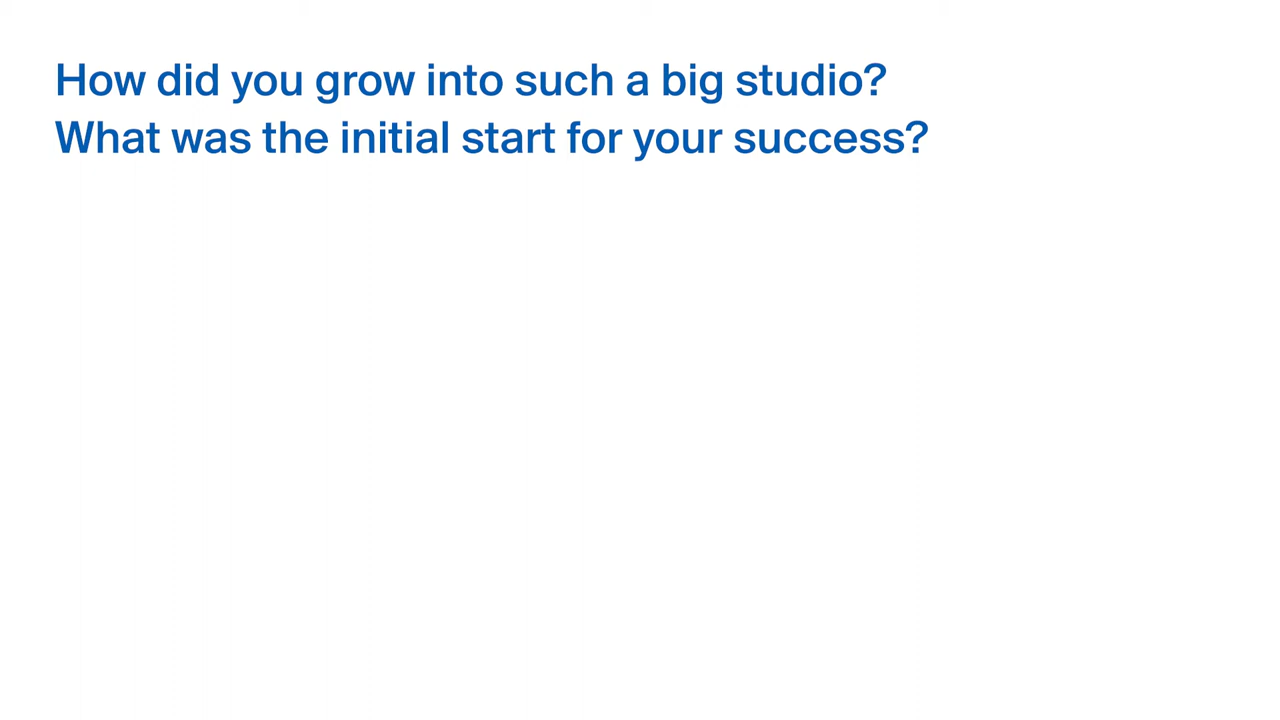 How did you grow into such a big studio?
What was the initial start for your success?